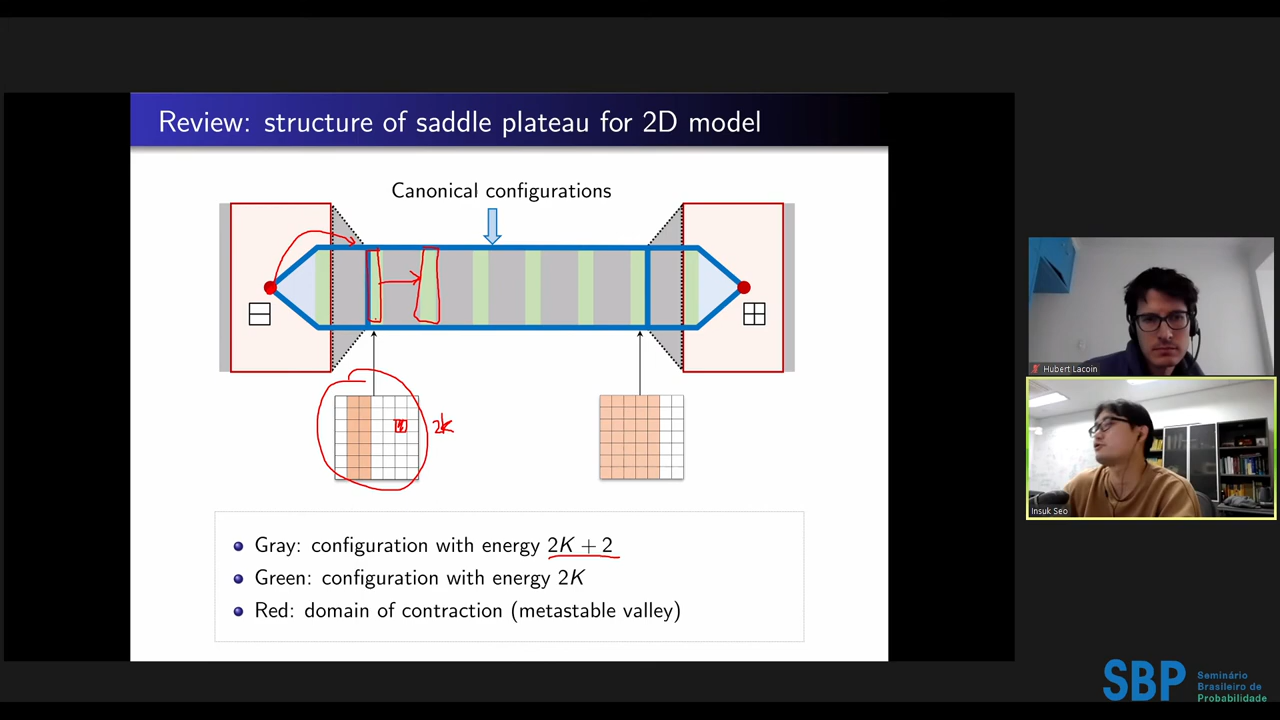 Review: structure of saddle plateau for 2D model
Canonical configurations
2K
Gray: configuration with energy 2K + 2
Green: configuration with energy 2K
Red: domain of contraction (metastable valley)
Hubert Lacoin
Insuk Seo
SBP Seminário
Brasileiro de
Probabilidade